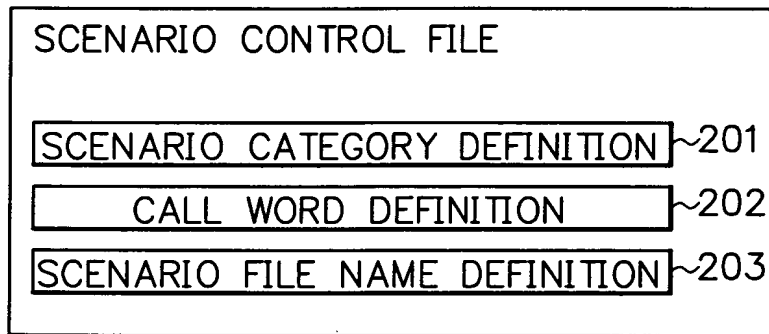 SCENARIO CONTROL FILE
SCENARIO CATEGORY DEFINITION ~201
CALL WORD DEFINITION ~202
SCENARIO FILE NAME DEFINITION ~203